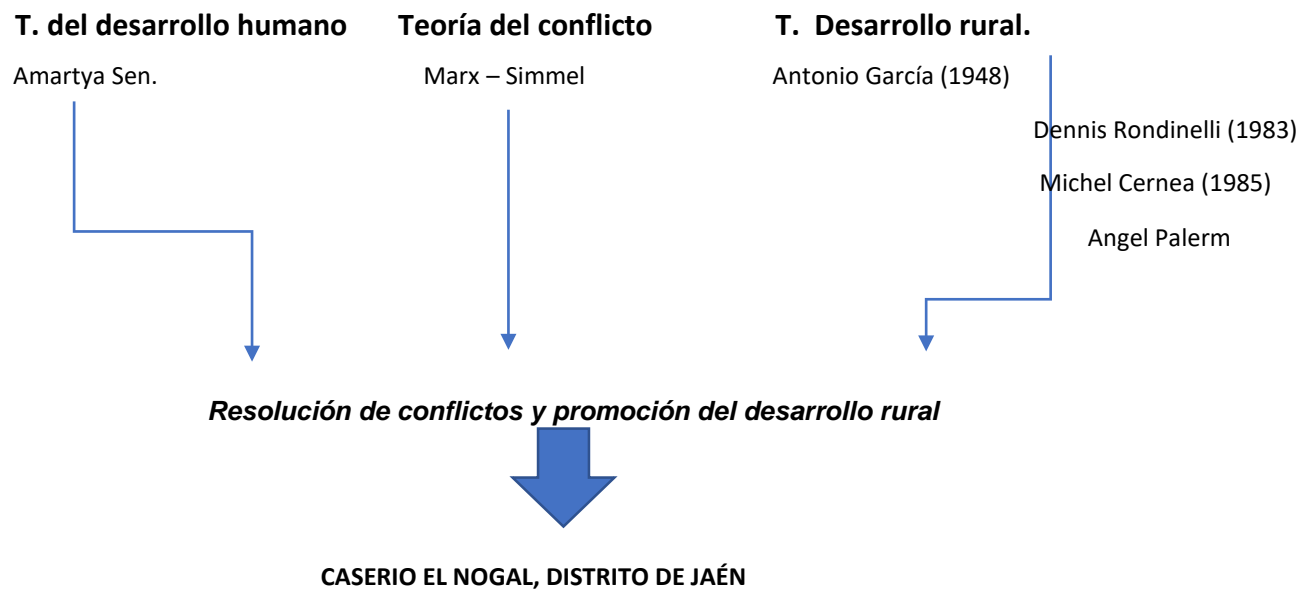 T. del desarrollo humano Teoría del conflicto T. Desarrollo rural.
Amartya Sen. Marx – Simmel Antonio García (1948)
Dennis Rondinelli (1983)
Michel Cernea (1985)
Angel Palerm
Resolución de conflictos y promoción del desarrollo rural
CASERIO EL NOGAL, DISTRITO DE JAÉN